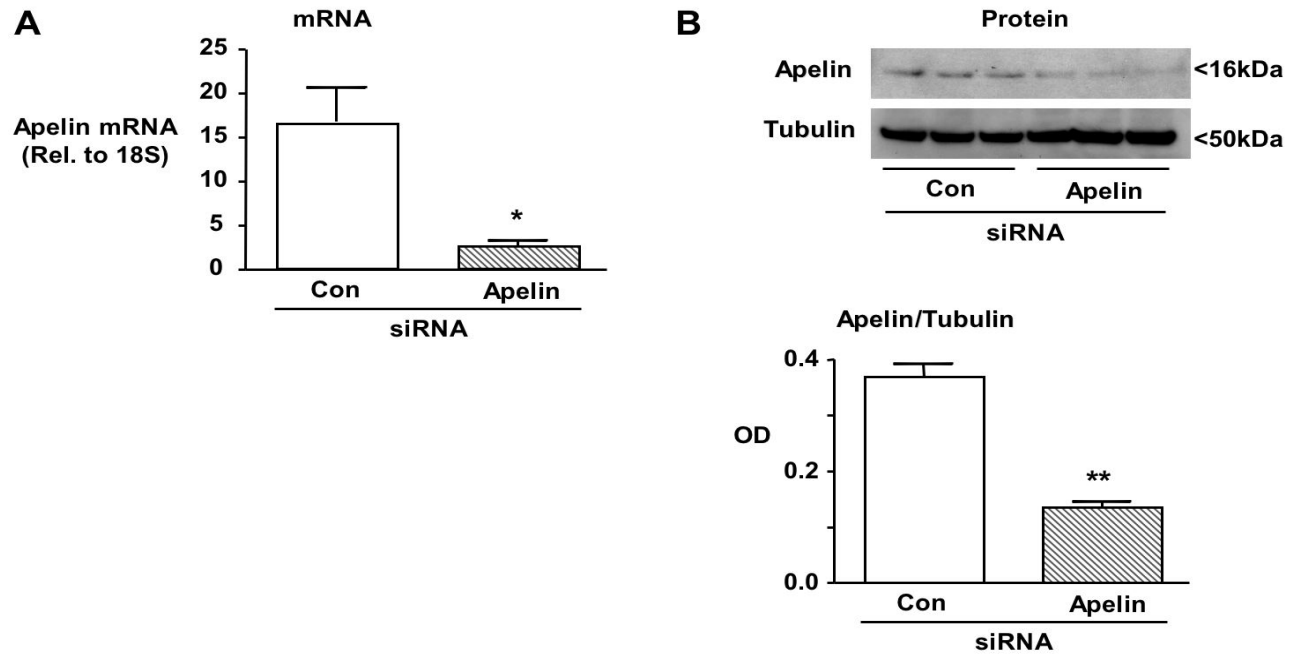 A
mRNA
25
20
15
10
5
0
Apelin mRNA
(Rel. to 18S)
*
Con
Apelin
siRNA
B
Protein
Apelin
<16kDa
Tubulin
<50kDa
Con
Apelin
siRNA
Apelin/Tubulin
0.4
0.2
0.0
OD
**
Con
Apelin
siRNA